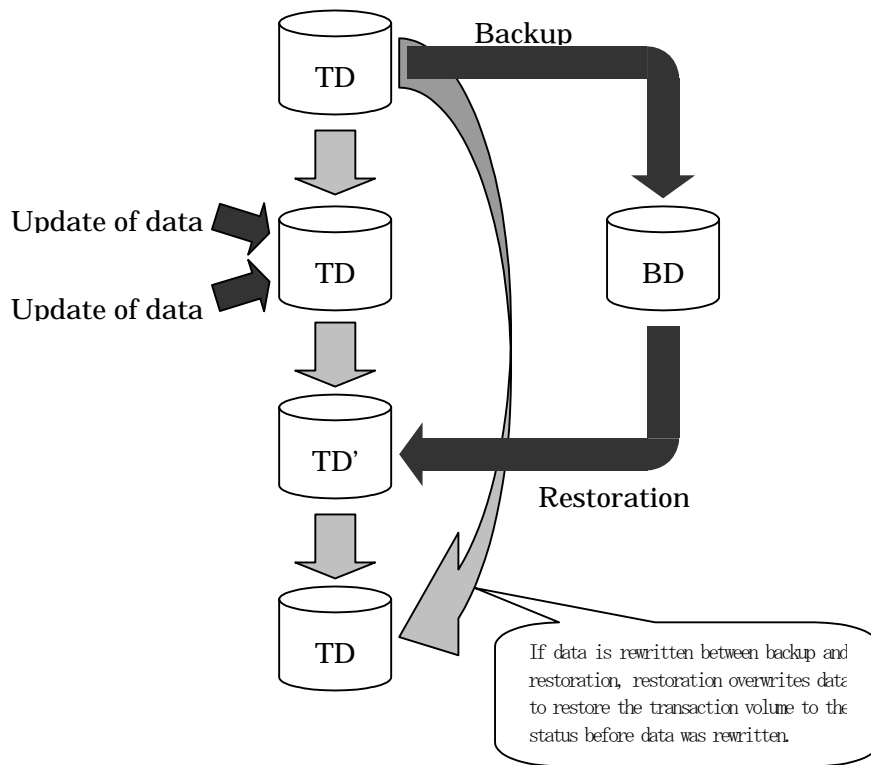 Backup
TD
Update of data
TD
BD
Update of data
TD'
Restoration
TD
If data is rewritten between backup and
restoration, restoration overwrites data
to restore the transaction volume to the
status before data was rewritten.